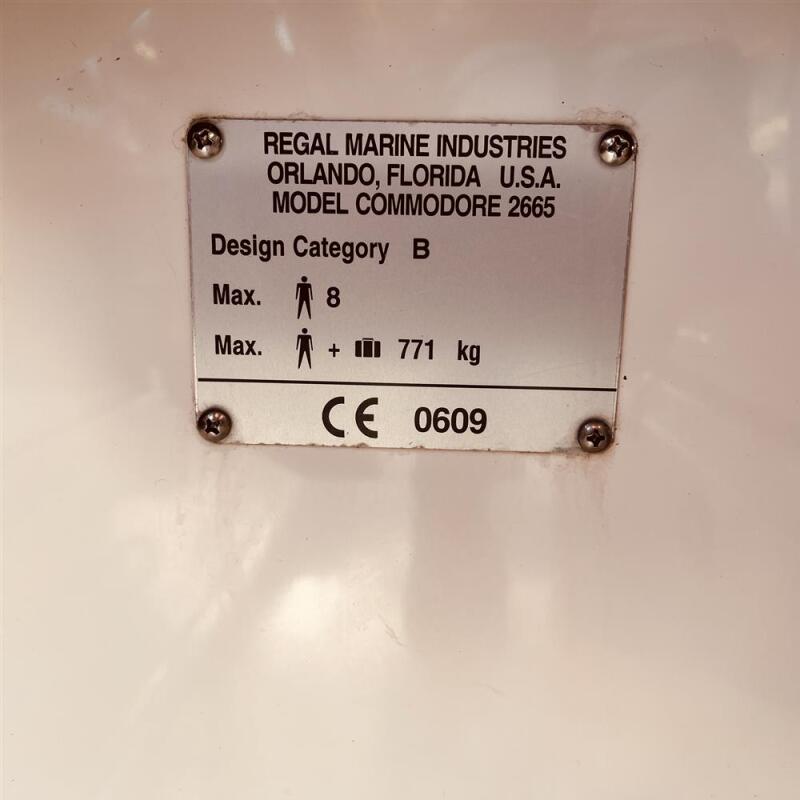 REGAL MARINE INDUSTRIES
ORLANDO, FLORIDA U.S.A.
MODEL COMMODORE 2665
Design Category B
Max. 8
Max. + 771 kg
CE 0609